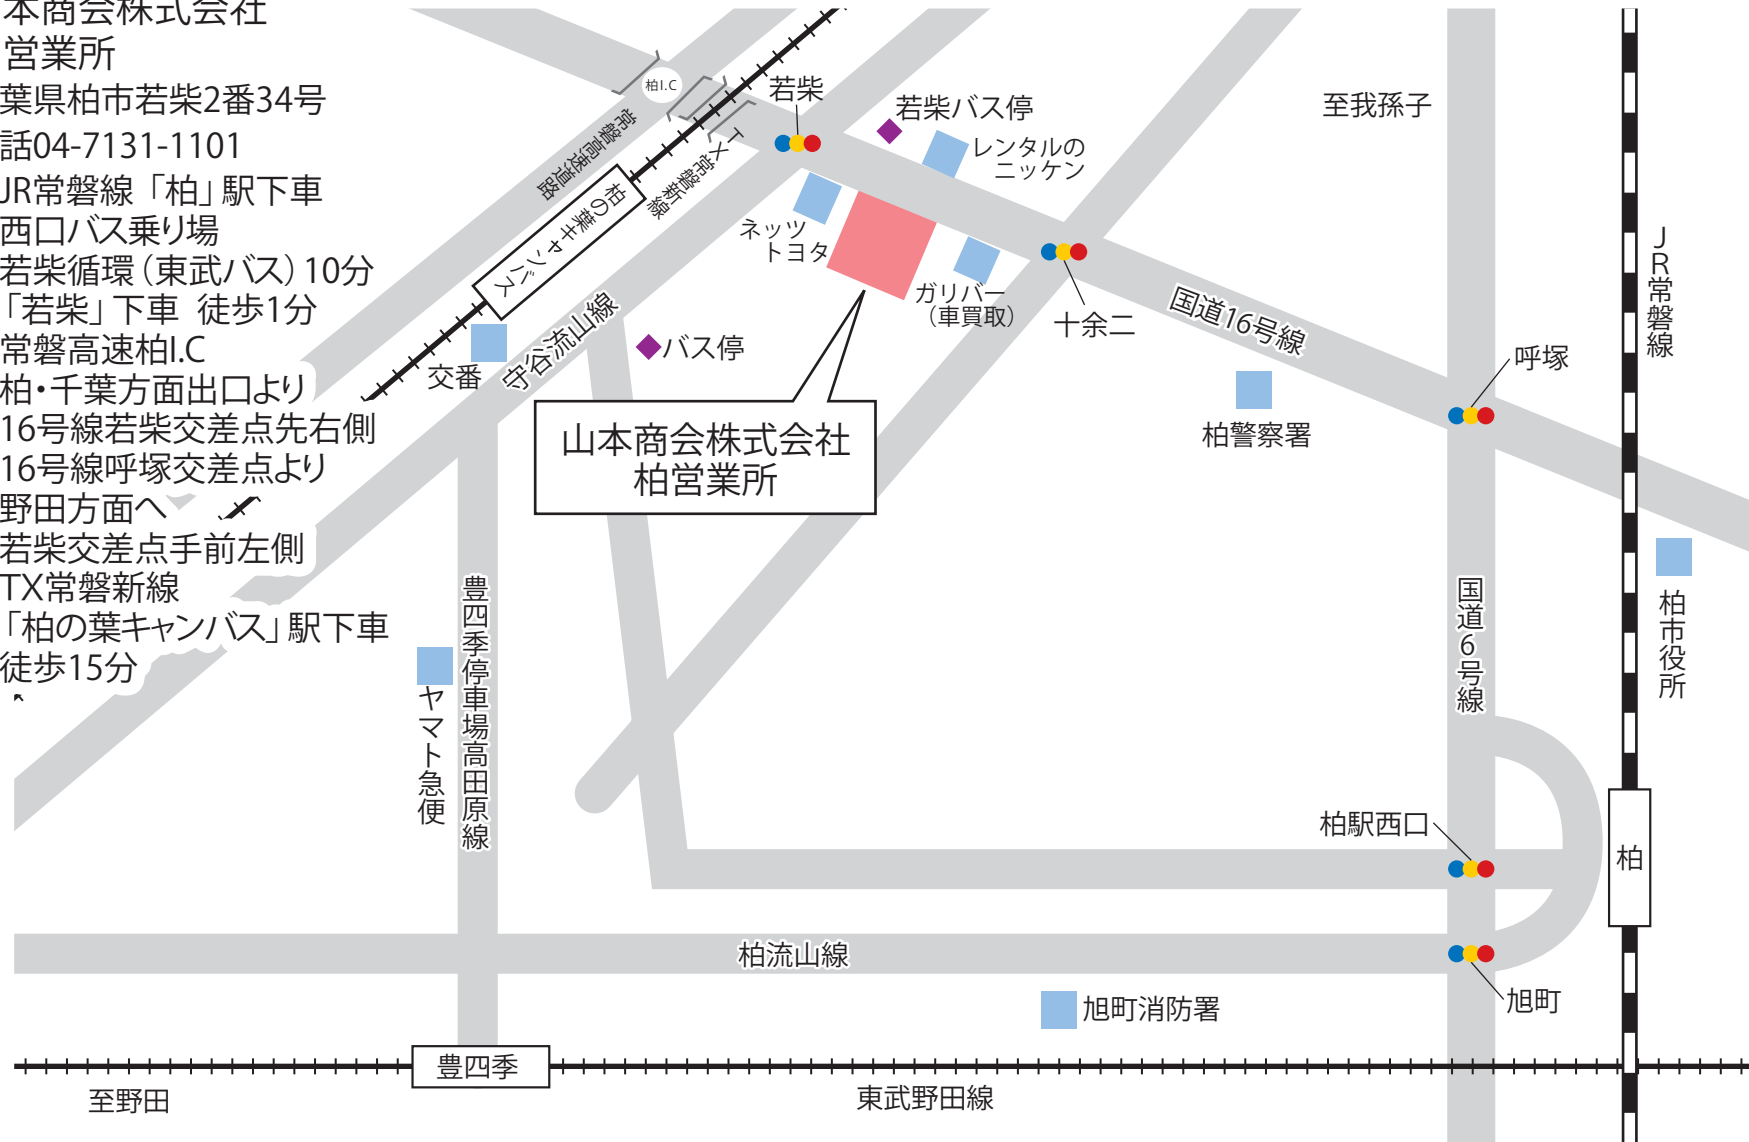 本商会株式会社
営業所
葉県柏市若柴2番34号
話04-7131-1101
JR常磐線「柏」駅下車
西口バス乗り場
若柴循環（東武バス）10分
「若柴」下車 徒歩1分
常磐高速柏I.C
柏・千葉方面出口より
16号線若柴交差点先右側
16号線呼塚交差点より
野田方面へ
若柴交差点手前左側
TX常磐新線
「柏の葉キャンバス」駅下車
徒歩15分
柏I.C
常磐高速道路
TX常磐新線
柏の葉キャンバス
若柴
若柴バス停
レンタルの
ニッケン
至我孫子
ネッツ
トヨタ
ガリバー
（車買取）
十余二
国道16号線
JR常磐線
呼塚
交番
守谷流山線
バス停
山本商会株式会社
柏営業所
柏警察署
豊四季停車場高田原線
ヤマト急便
国道6号線
柏市役所
柏駅西口
柏
柏流山線
旭町消防署
旭町
豊四季
至野田
東武野田線